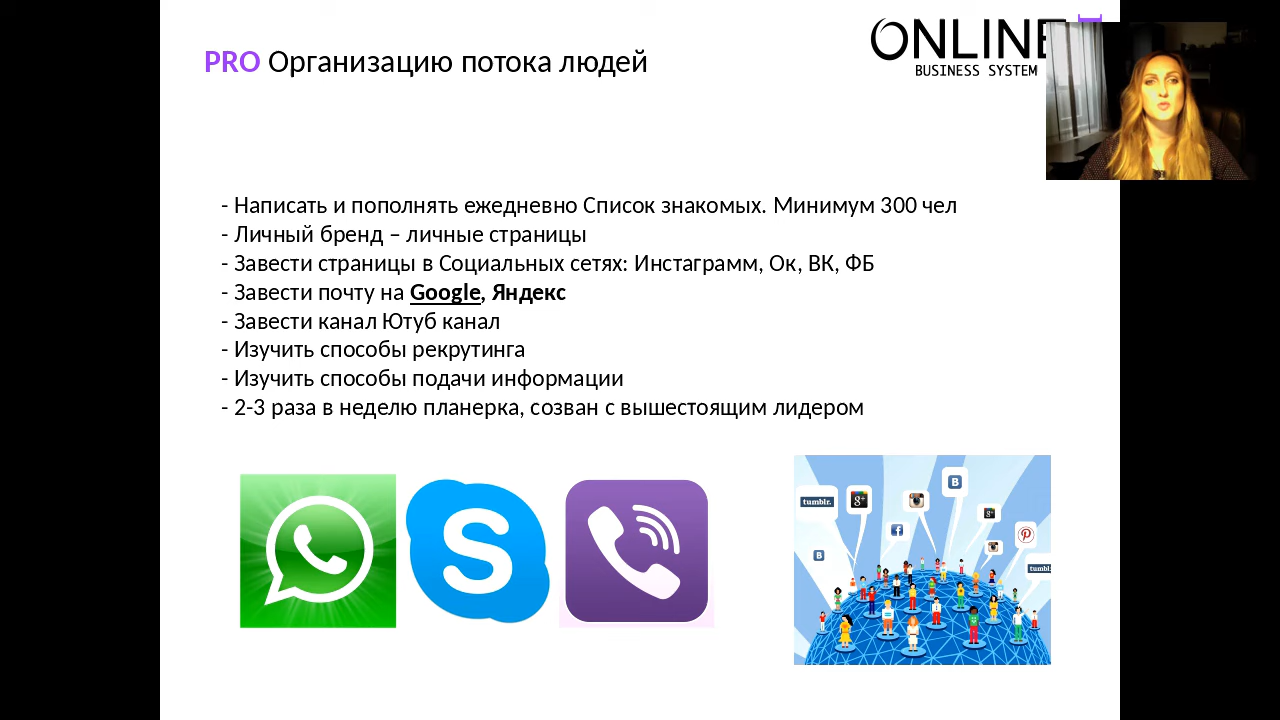 PRO Организацию потока людей
ONLINE
BUSINESS SYSTEM
- Написать и пополнять ежедневно Список знакомых. Минимум 300 чел
- Личный бренд – личные страницы
- Завести страницы в Социальных сетях: Инстаграмм, Ок, ВК, ФБ
- Завести почту на Google, Яндекс
- Завести канал Ютуб канал
- Изучить способы рекрутинга
- Изучить способы подачи информации
- 2-3 раза в неделю планерка, созван с вышестоящим лидером
S
B
tumblr.
g+
f
B
tumbl